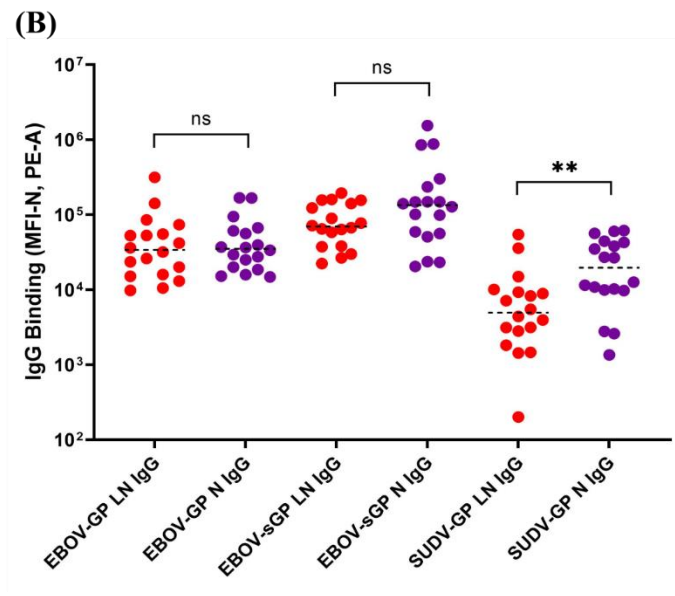 (B)
10⁷
10⁶
10⁵
10⁴
10³
10²
IgG Binding (MFI-N, PE-A)
ns
ns
**
EBOV-GP LN IgG
EBOV-GP N IgG
EBOV-sGP LN IgG
EBOV-sGP N IgG
SUDV-GP LN IgG
SUDV-GP N IgG